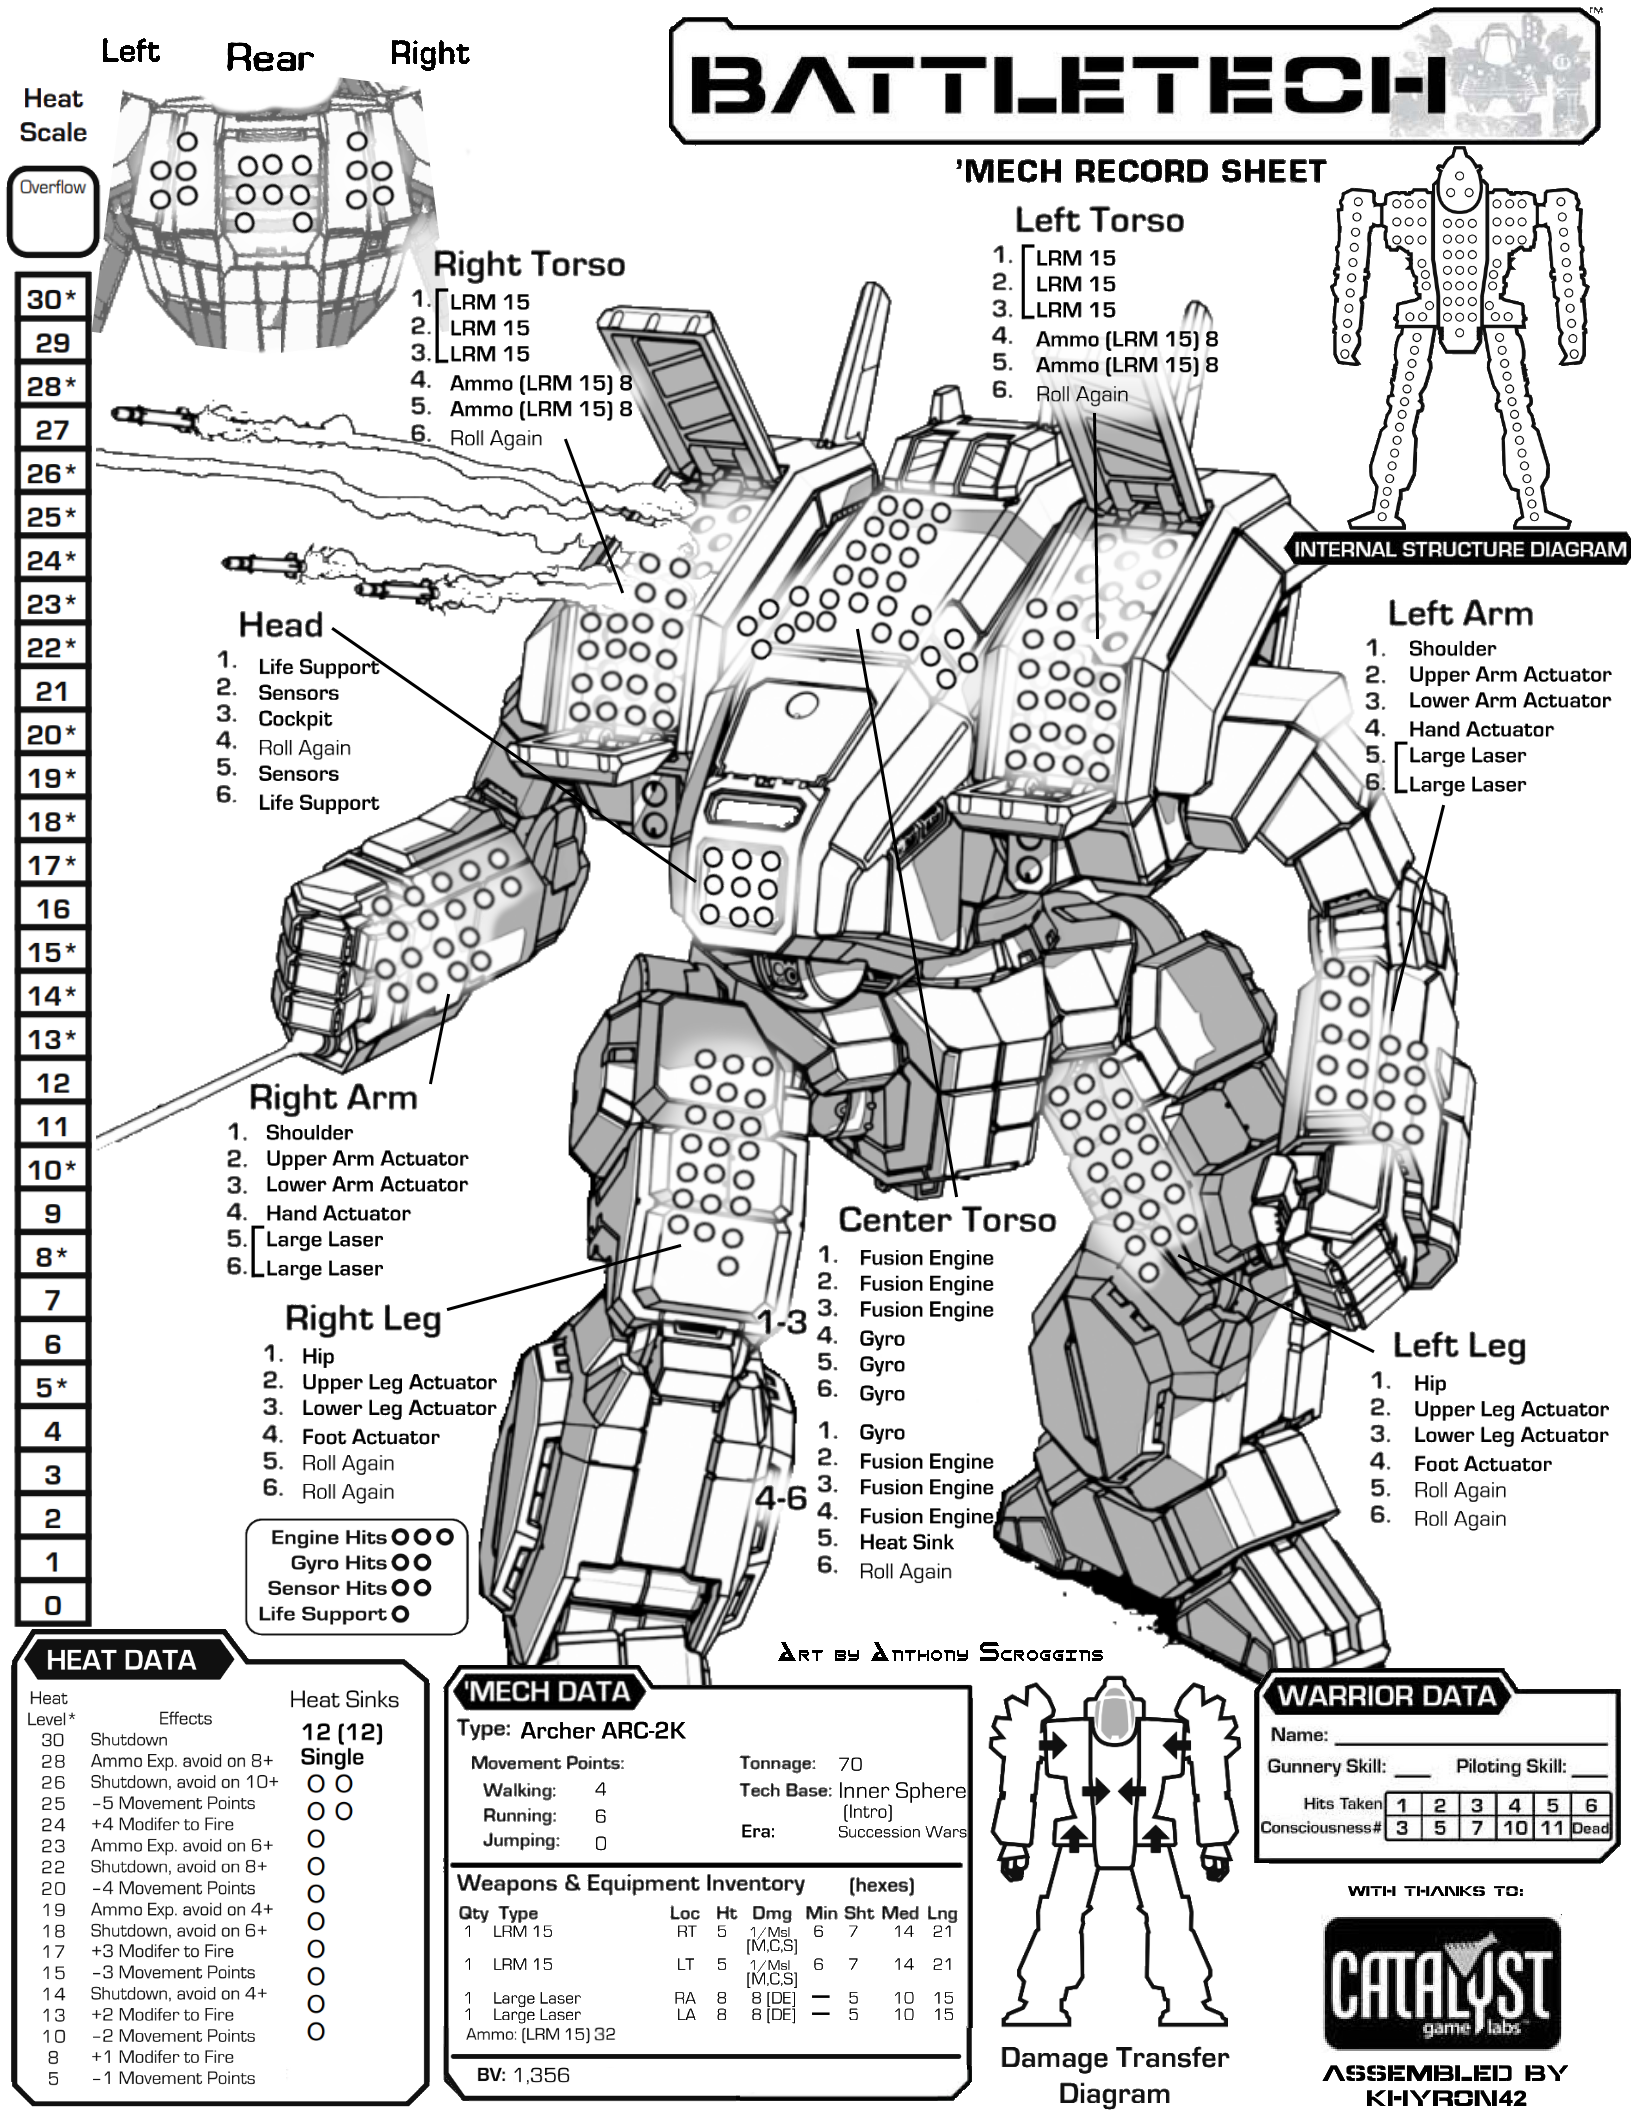 Left Rear Right
BATTLETECH
TM
'MECH RECORD SHEET
Heat
Scale
Overflow
30*
29
28*
27
26*
25*
24*
23*
22*
21
20*
19*
18*
17*
16
15*
14*
13*
12
11
10*
9
8*
7
6
5*
4
3
2
1
0
Right Torso
1. LRM 15
2. LRM 15
3. LRM 15
4. Ammo (LRM 15) 8
5. Ammo (LRM 15) 8
6. Roll Again
Left Torso
1. LRM 15
2. LRM 15
3. LRM 15
4. Ammo (LRM 15) 8
5. Ammo (LRM 15) 8
6. Roll Again
INTERNAL STRUCTURE DIAGRAM
Head
1. Life Support
2. Sensors
3. Cockpit
4. Roll Again
5. Sensors
6. Life Support
Left Arm
1. Shoulder
2. Upper Arm Actuator
3. Lower Arm Actuator
4. Hand Actuator
5. Large Laser
6. Large Laser
Right Arm
1. Shoulder
2. Upper Arm Actuator
3. Lower Arm Actuator
4. Hand Actuator
5. Large Laser
6. Large Laser
Center Torso
1-3
1. Fusion Engine
2. Fusion Engine
3. Fusion Engine
4. Gyro
5. Gyro
6. Gyro
4-6
1. Gyro
2. Fusion Engine
3. Fusion Engine
4. Fusion Engine
5. Heat Sink
6. Roll Again
Right Leg
1. Hip
2. Upper Leg Actuator
3. Lower Leg Actuator
4. Foot Actuator
5. Roll Again
6. Roll Again
Left Leg
1. Hip
2. Upper Leg Actuator
3. Lower Leg Actuator
4. Foot Actuator
5. Roll Again
6. Roll Again
Engine Hits
Gyro Hits
Sensor Hits
Life Support
Art by Anthony Scroggins
HEAT DATA
Heat
Level* Effects
30 Shutdown
28 Ammo Exp. avoid on 8+
26 Shutdown, avoid on 10+
25 -5 Movement Points
24 +4 Modifer to Fire
23 Ammo Exp. avoid on 6+
22 Shutdown, avoid on 8+
20 -4 Movement Points
19 Ammo Exp. avoid on 4+
18 Shutdown, avoid on 6+
17 +3 Modifer to Fire
15 -3 Movement Points
14 Shutdown, avoid on 4+
13 +2 Modifer to Fire
10 -2 Movement Points
8 +1 Modifer to Fire
5 -1 Movement Points
Heat Sinks
12 (12)
Single
'MECH DATA
Type: Archer ARC-2K
Movement Points:
Walking: 4
Running: 6
Jumping: 0
Tonnage: 70
Tech Base: Inner Sphere
(Intro)
Era: Succession Wars
Weapons & Equipment Inventory (hexes)
Qty Type Loc Ht Dmg Min Sht Med Lng
1 LRM 15 RT 5 1/Msl 6 7 14 21
[M,C,S]
1 LRM 15 LT 5 1/Msl 6 7 14 21
[M,C,S]
1 Large Laser RA 8 8 [DE] — 5 10 15
1 Large Laser LA 8 8 [DE] — 5 10 15
Ammo: (LRM 15) 32
BV: 1,356
Damage Transfer
Diagram
WARRIOR DATA
Name:
Gunnery Skill: Piloting Skill:
Hits Taken 1 2 3 4 5 6
Consciousness# 3 5 7 10 11 Dead
WITH THANKS TO:
CATALYST
game labs
ASSEMBLED BY
KHYRON42